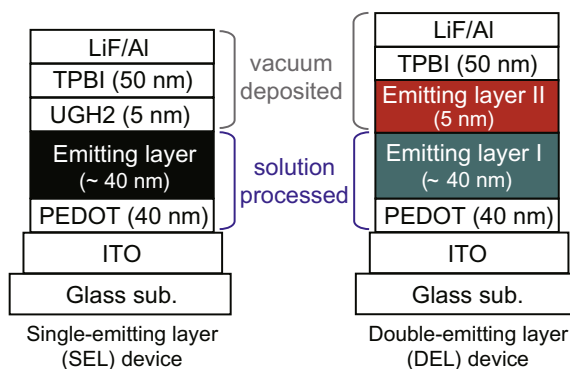 LiF/Al
TPBI (50 nm)
UGH2 (5 nm)
Emitting layer
(~ 40 nm)
PEDOT (40 nm)
ITO
Glass sub.
Single-emitting layer
(SEL) device
vacuum
deposited
solution
processed
LiF/Al
TPBI (50 nm)
Emitting layer II
(5 nm)
Emitting layer I
(~ 40 nm)
PEDOT (40 nm)
ITO
Glass sub.
Double-emitting layer
(DEL) device